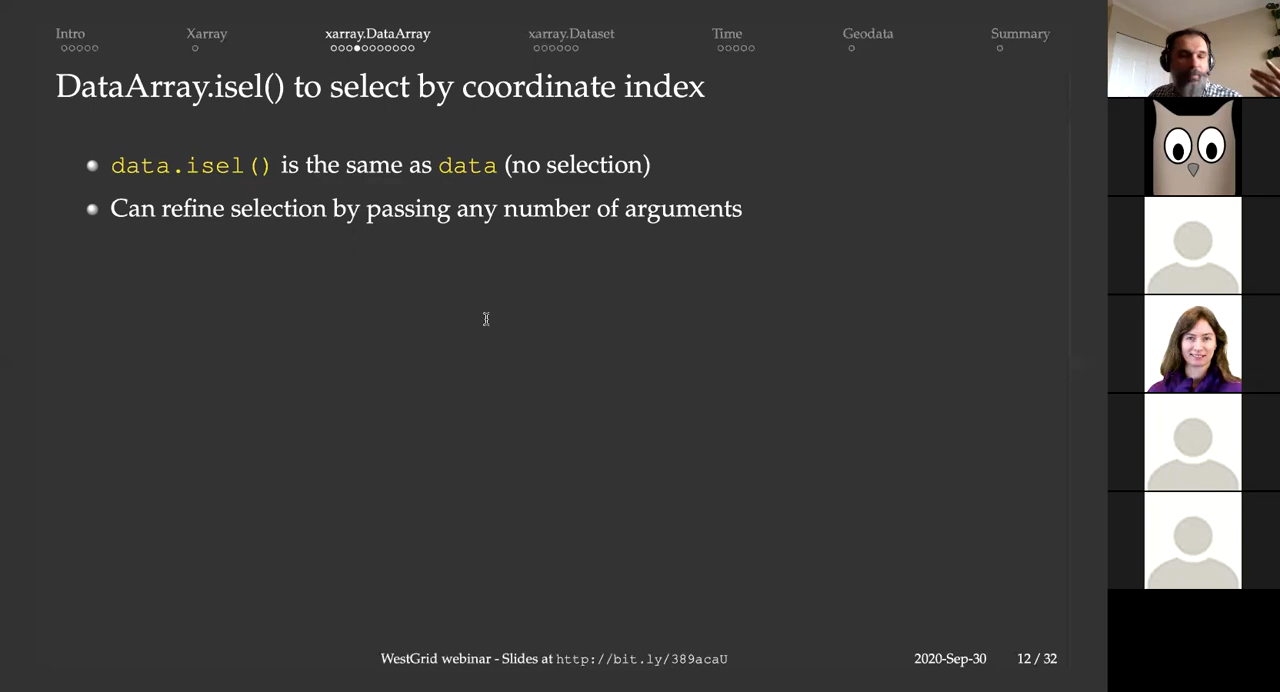 Intro Xarray xarray.DataArray xarray.Dataset Time Geodata Summary
DataArray.isel() to select by coordinate index
data.isel() is the same as data (no selection)
Can refine selection by passing any number of arguments
WestGrid webinar - Slides at http://bit.ly/389acaU 2020-Sep-30 12 / 32